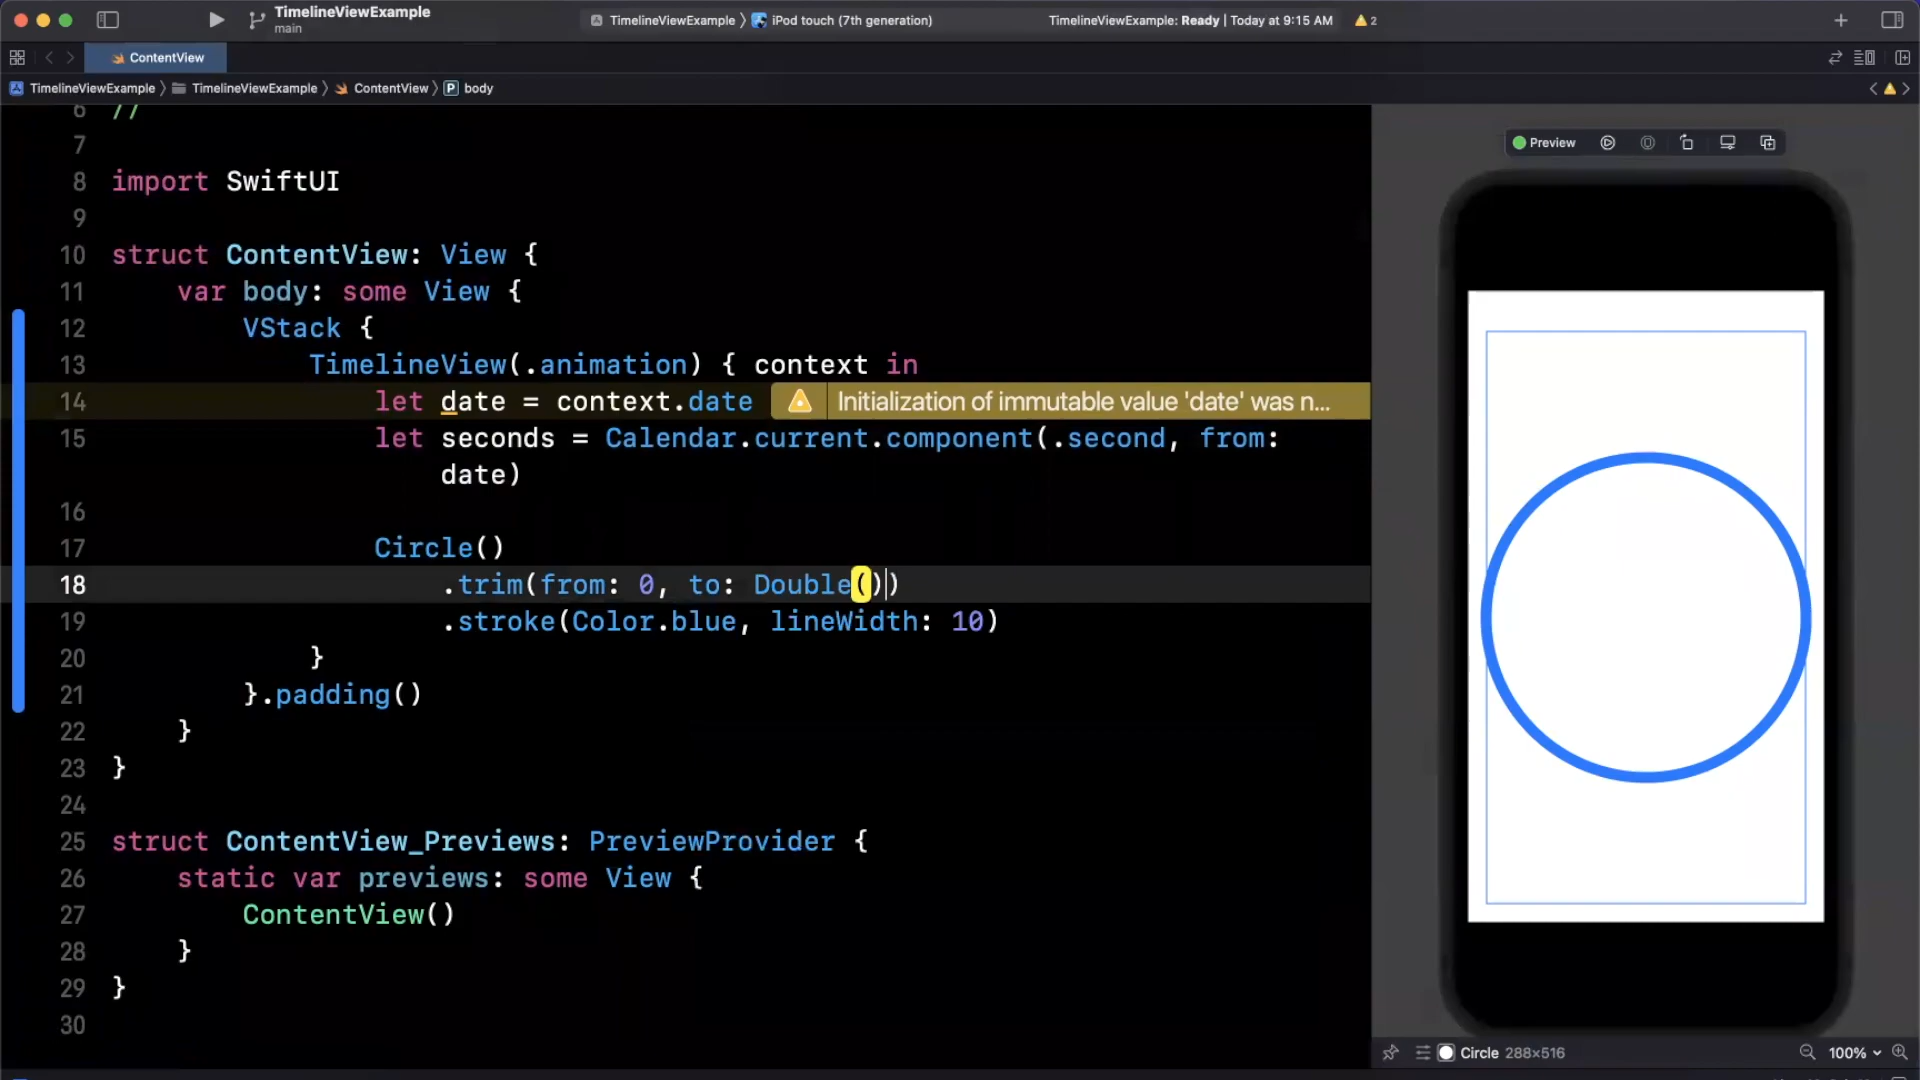 TimelineViewExample
main
TimelineViewExample 〉 iPod touch (7th generation)
TimelineViewExample: Ready | Today at 9:15 AM
2
ContentView
TimelineViewExample 〉 TimelineViewExample 〉 ContentView 〉 P body
6 //
7
8 import SwiftUI
9
10 struct ContentView: View {
11 var body: some View {
12 VStack {
13 TimelineView(.animation) { context in
14 let date = context.date Initialization of immutable value 'date' was n...
15 let seconds = Calendar.current.component(.second, from:
date)
16
17 Circle()
18 .trim(from: 0, to: Double())
19 .stroke(Color.blue, lineWidth: 10)
20 }
21 }.padding()
22 }
23 }
24
25 struct ContentView_Previews: PreviewProvider {
26 static var previews: some View {
27 ContentView()
28 }
29 }
30
Preview
Circle 288×516
100%